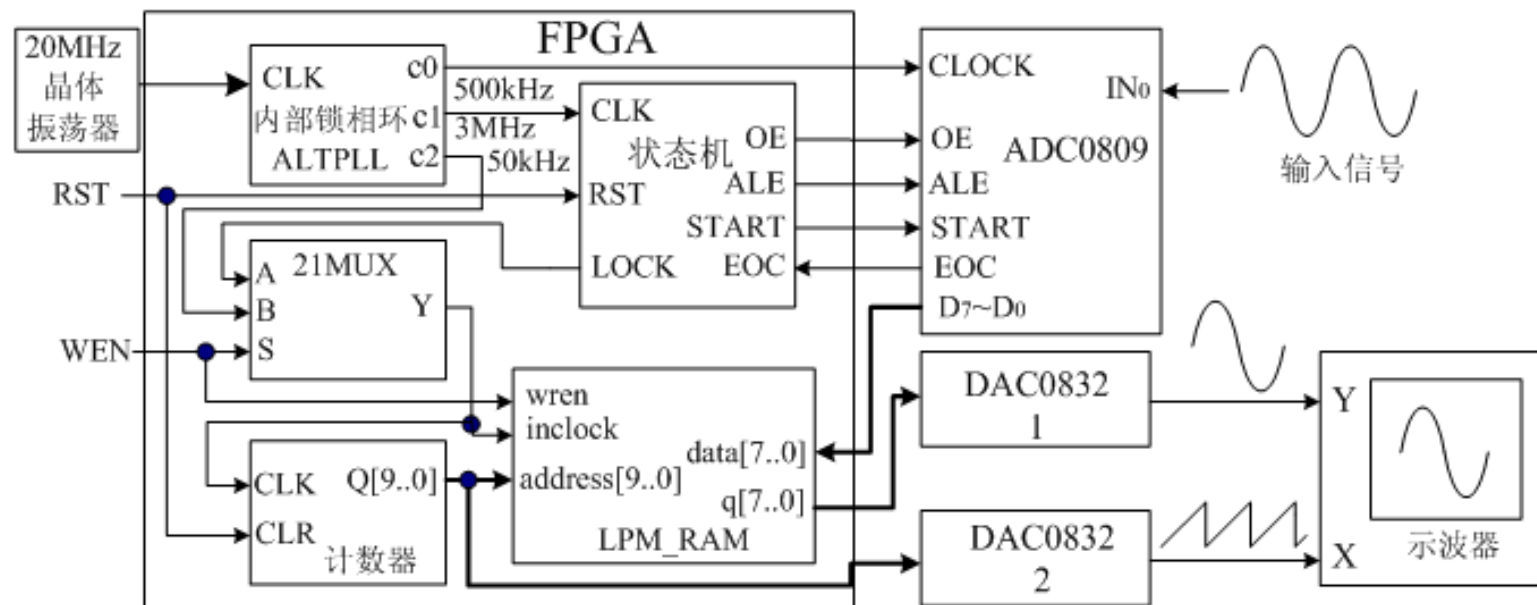 FPGA
20MHz
晶体
振荡器
CLK
c0
内部锁相环 c1
ALTPLL
c2
500kHz
3MHz
50kHz
RST
CLK
状态机
OE
RST
ALE
START
LOCK
EOC
CLOCK
IN0
OE
ADC0809
ALE
START
EOC
D7~D0
输入信号
21MUX
A
B
S
Y
WEN
wren
inclock
address[9..0]
data[7..0]
q[7..0]
LPM_RAM
CLK
Q[9..0]
CLR
计数器
DAC0832
1
DAC0832
2
Y
示波器
X